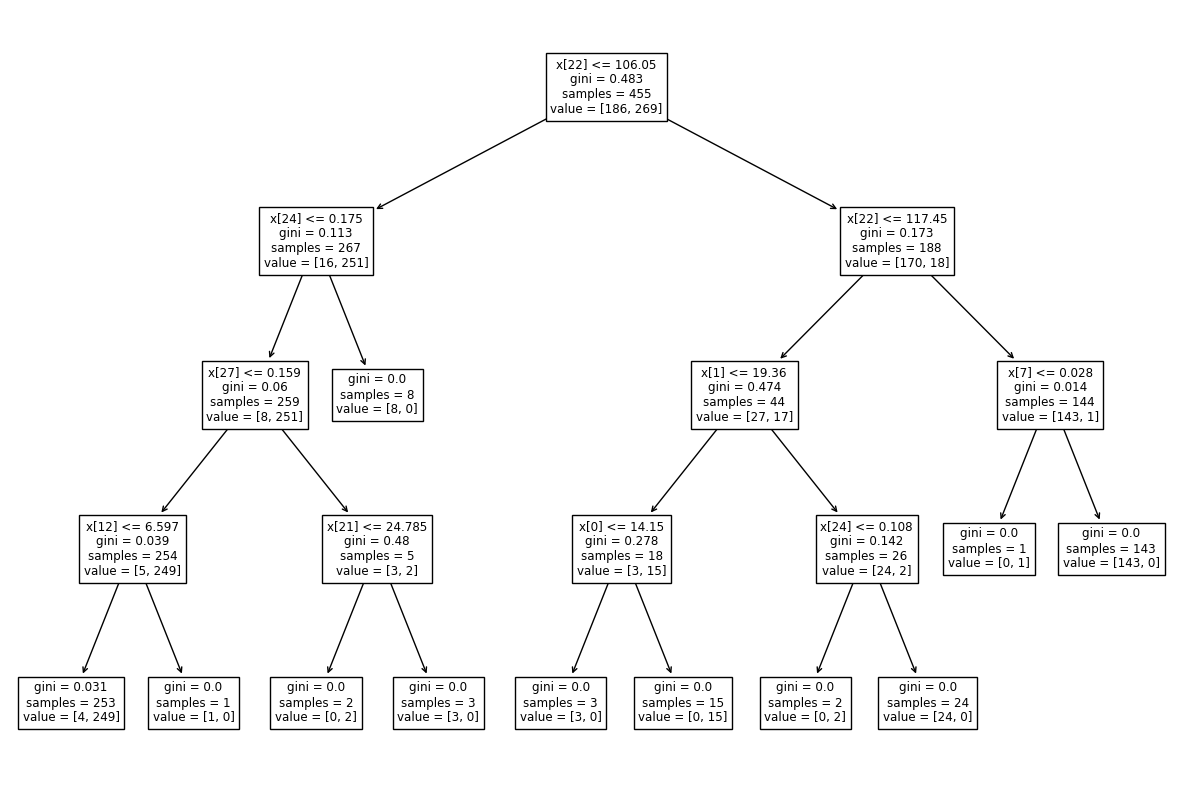 x[22] <= 106.05
gini = 0.483
samples = 455
value = [186, 269]
x[24] <= 0.175
gini = 0.113
samples = 267
value = [16, 251]
x[22] <= 117.45
gini = 0.173
samples = 188
value = [170, 18]
x[27] <= 0.159
gini = 0.06
samples = 259
value = [8, 251]
gini = 0.0
samples = 8
value = [8, 0]
x[1] <= 19.36
gini = 0.474
samples = 44
value = [27, 17]
x[7] <= 0.028
gini = 0.014
samples = 144
value = [143, 1]
x[12] <= 6.597
gini = 0.039
samples = 254
value = [5, 249]
x[21] <= 24.785
gini = 0.48
samples = 5
value = [3, 2]
x[0] <= 14.15
gini = 0.278
samples = 18
value = [3, 15]
x[24] <= 0.108
gini = 0.142
samples = 26
value = [24, 2]
gini = 0.0
samples = 1
value = [0, 1]
gini = 0.0
samples = 143
value = [143, 0]
gini = 0.031
samples = 253
value = [4, 249]
gini = 0.0
samples = 1
value = [1, 0]
gini = 0.0
samples = 2
value = [0, 2]
gini = 0.0
samples = 3
value = [3, 0]
gini = 0.0
samples = 3
value = [3, 0]
gini = 0.0
samples = 15
value = [0, 15]
gini = 0.0
samples = 2
value = [0, 2]
gini = 0.0
samples = 24
value = [24, 0]